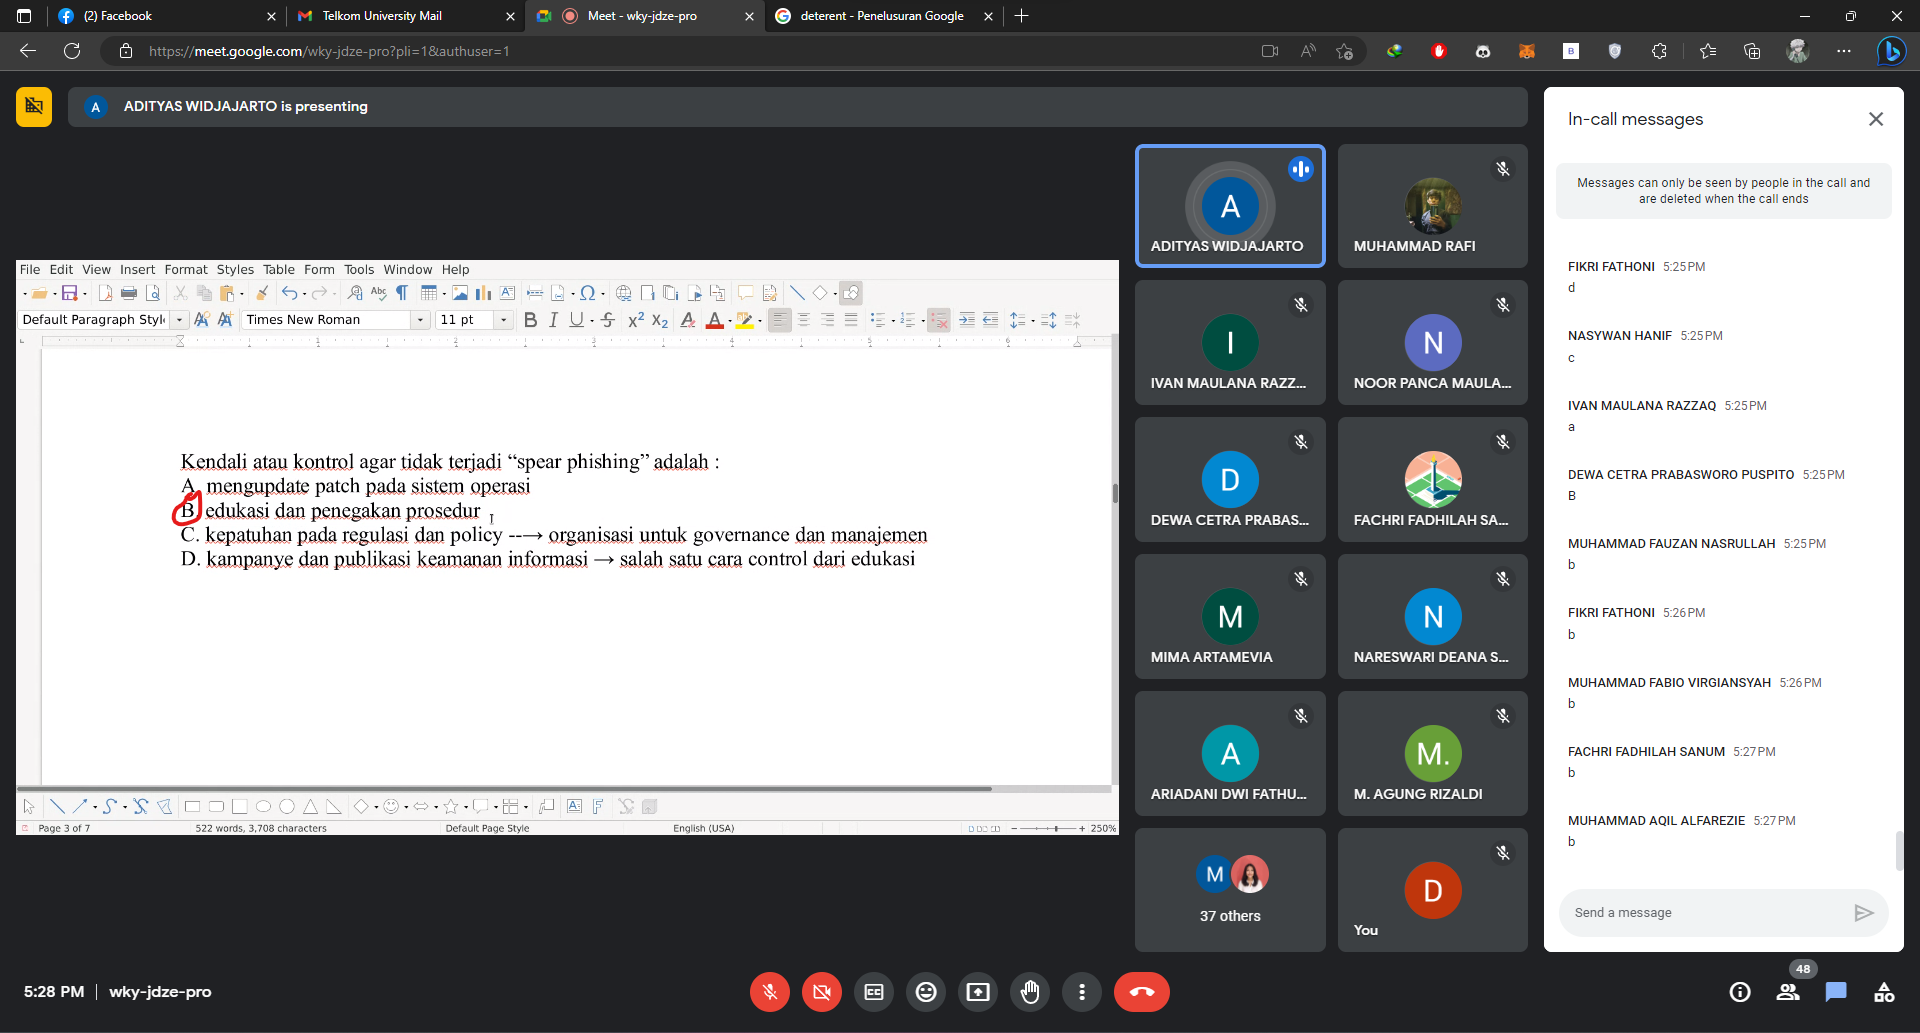 (2) Facebook
Telkom University Mail
Meet - wky-jdze-pro
deterent - Penelusuran Google
https://meet.google.com/wky-jdze-pro?pli=1&authuser=1
A
ADITYAS WIDJAJARTO is presenting
File Edit View Insert Format Styles Table Form Tools Window Help
Default Paragraph Styl
Times New Roman
11 pt
Kendali atau kontrol agar tidak terjadi “spear phishing” adalah :
A. mengupdate patch pada sistem operasi
B. edukasi dan penegakan prosedur
C. kepatuhan pada regulasi dan policy --→ organisasi untuk governance dan manajemen
D. kampanye dan publikasi keamanan informasi → salah satu cara control dari edukasi
Page 3 of 7
522 words, 3,708 characters
Default Page Style
English (USA)
250%
A
ADITYAS WIDJAJARTO
MUHAMMAD RAFI
I
IVAN MAULANA RAZZ...
N
NOOR PANCA MAULA...
D
DEWA CETRA PRABAS...
FACHRI FADHILAH SA...
M
MIMA ARTAMEVIA
N
NARESWARI DEANA S...
A
ARIADANI DWI FATHU...
M.
M. AGUNG RIZALDI
M
37 others
D
You
In-call messages
Messages can only be seen by people in the call and
are deleted when the call ends
FIKRI FATHONI 5:25 PM
d
NASYWAN HANIF 5:25 PM
c
IVAN MAULANA RAZZAQ 5:25 PM
a
DEWA CETRA PRABASWORO PUSPITO 5:25 PM
B
MUHAMMAD FAUZAN NASRULLAH 5:25 PM
b
FIKRI FATHONI 5:26 PM
b
MUHAMMAD FABIO VIRGIANSYAH 5:26 PM
b
FACHRI FADHILAH SANUM 5:27 PM
b
MUHAMMAD AQIL ALFAREZIE 5:27 PM
b
Send a message
5:28 PM | wky-jdze-pro
48